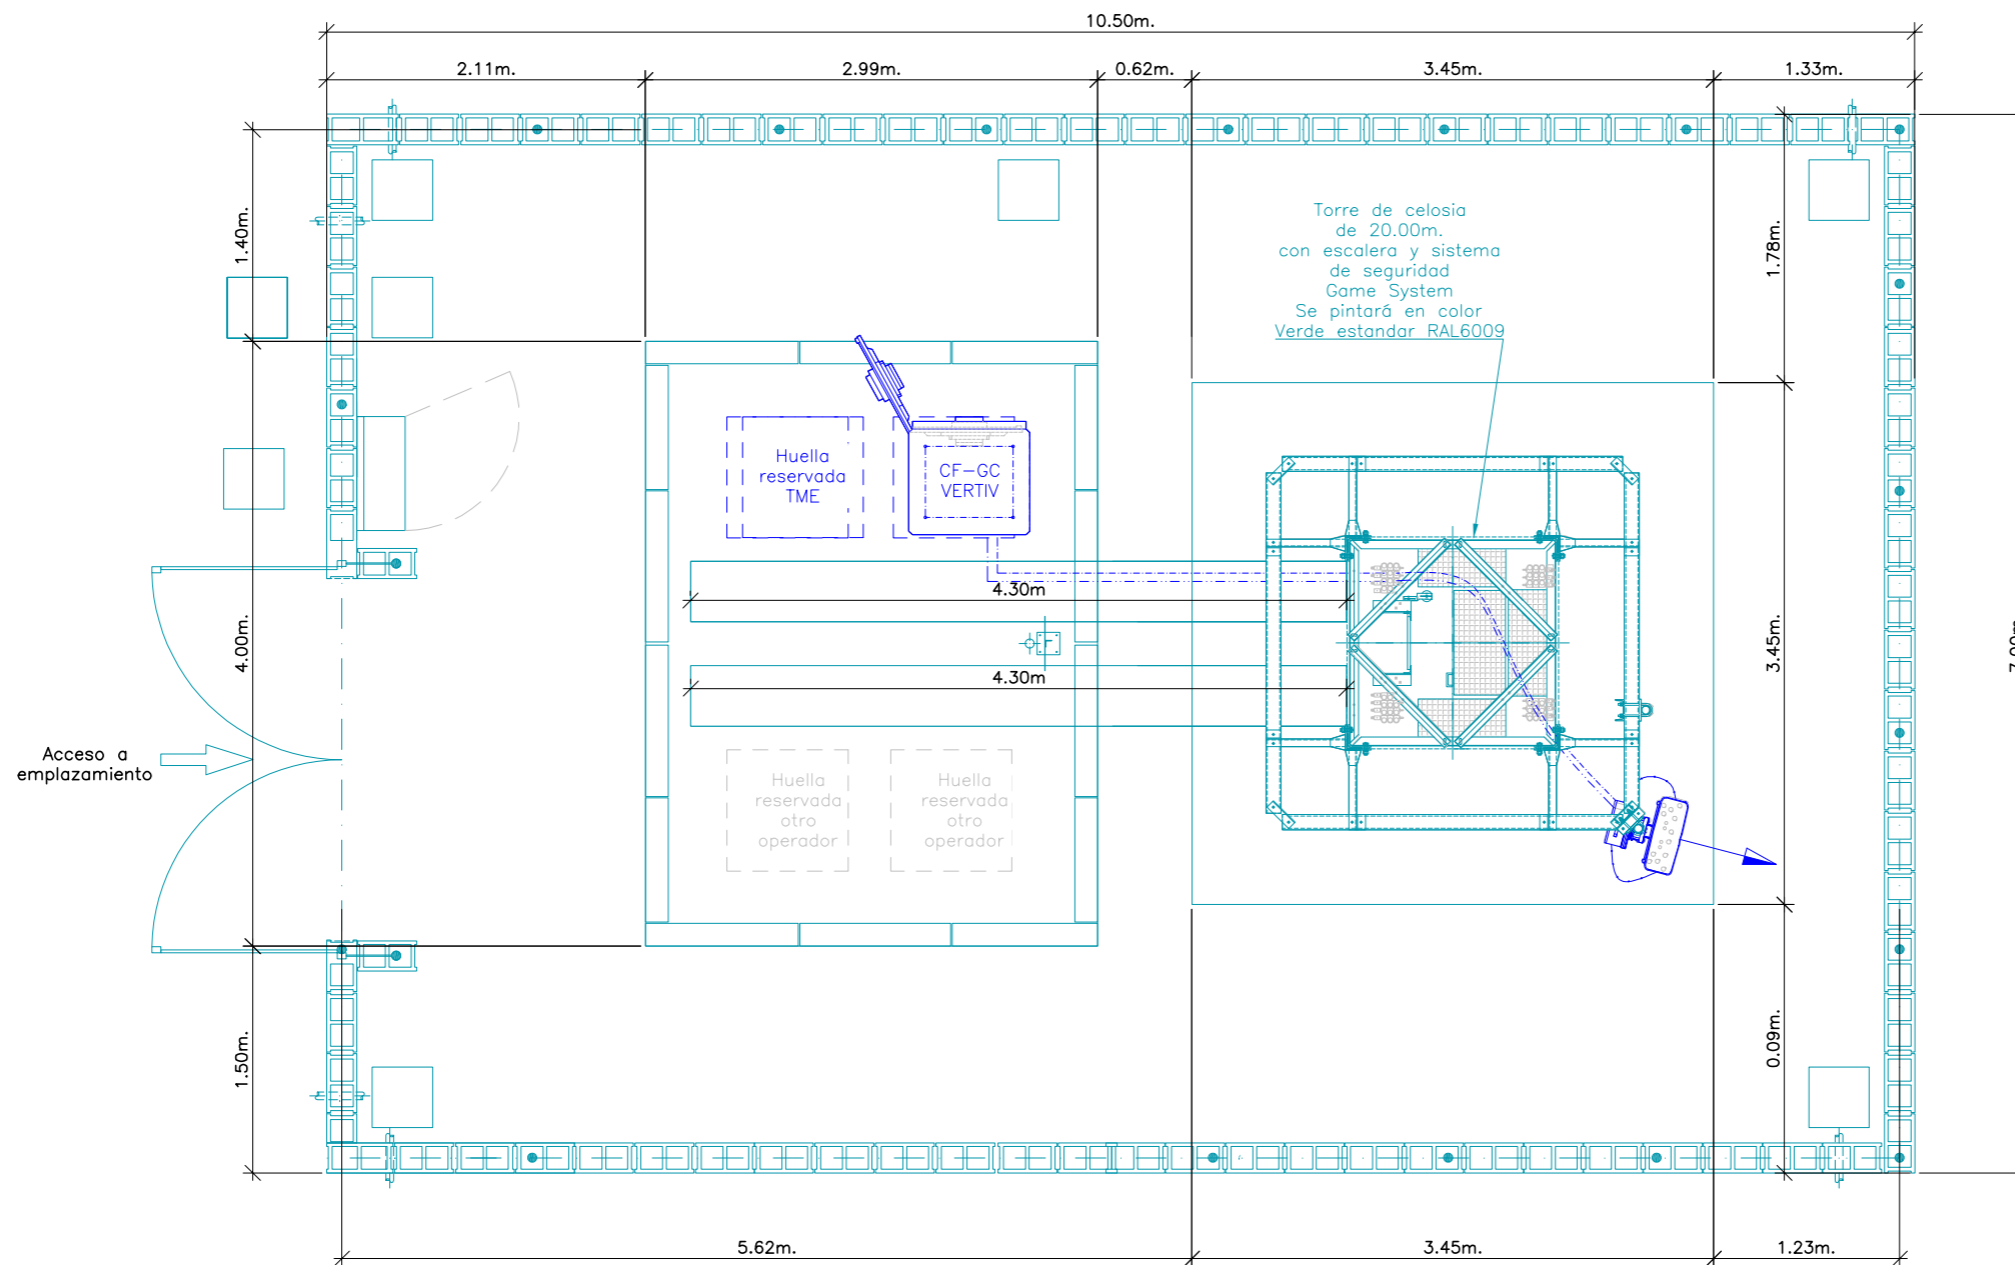 10.50m.
2.11m.
2.99m.
0.62m.
3.45m.
1.33m.
1.40m.
4.00m.
1.50m.
Torre de celosia
de 20.00m.
con escalera y sistema
de seguridad
Game System
Se pintará en color
Verde estandar RAL6009
1.78m.
3.45m.
0.09m.
Huella
reservada
TME
CF-GC
VERTIV
4.30m
4.30m
Acceso a
emplazamiento
Huella
reservada
otro
operador
Huella
reservada
otro
operador
5.62m.
3.45m.
1.23m.